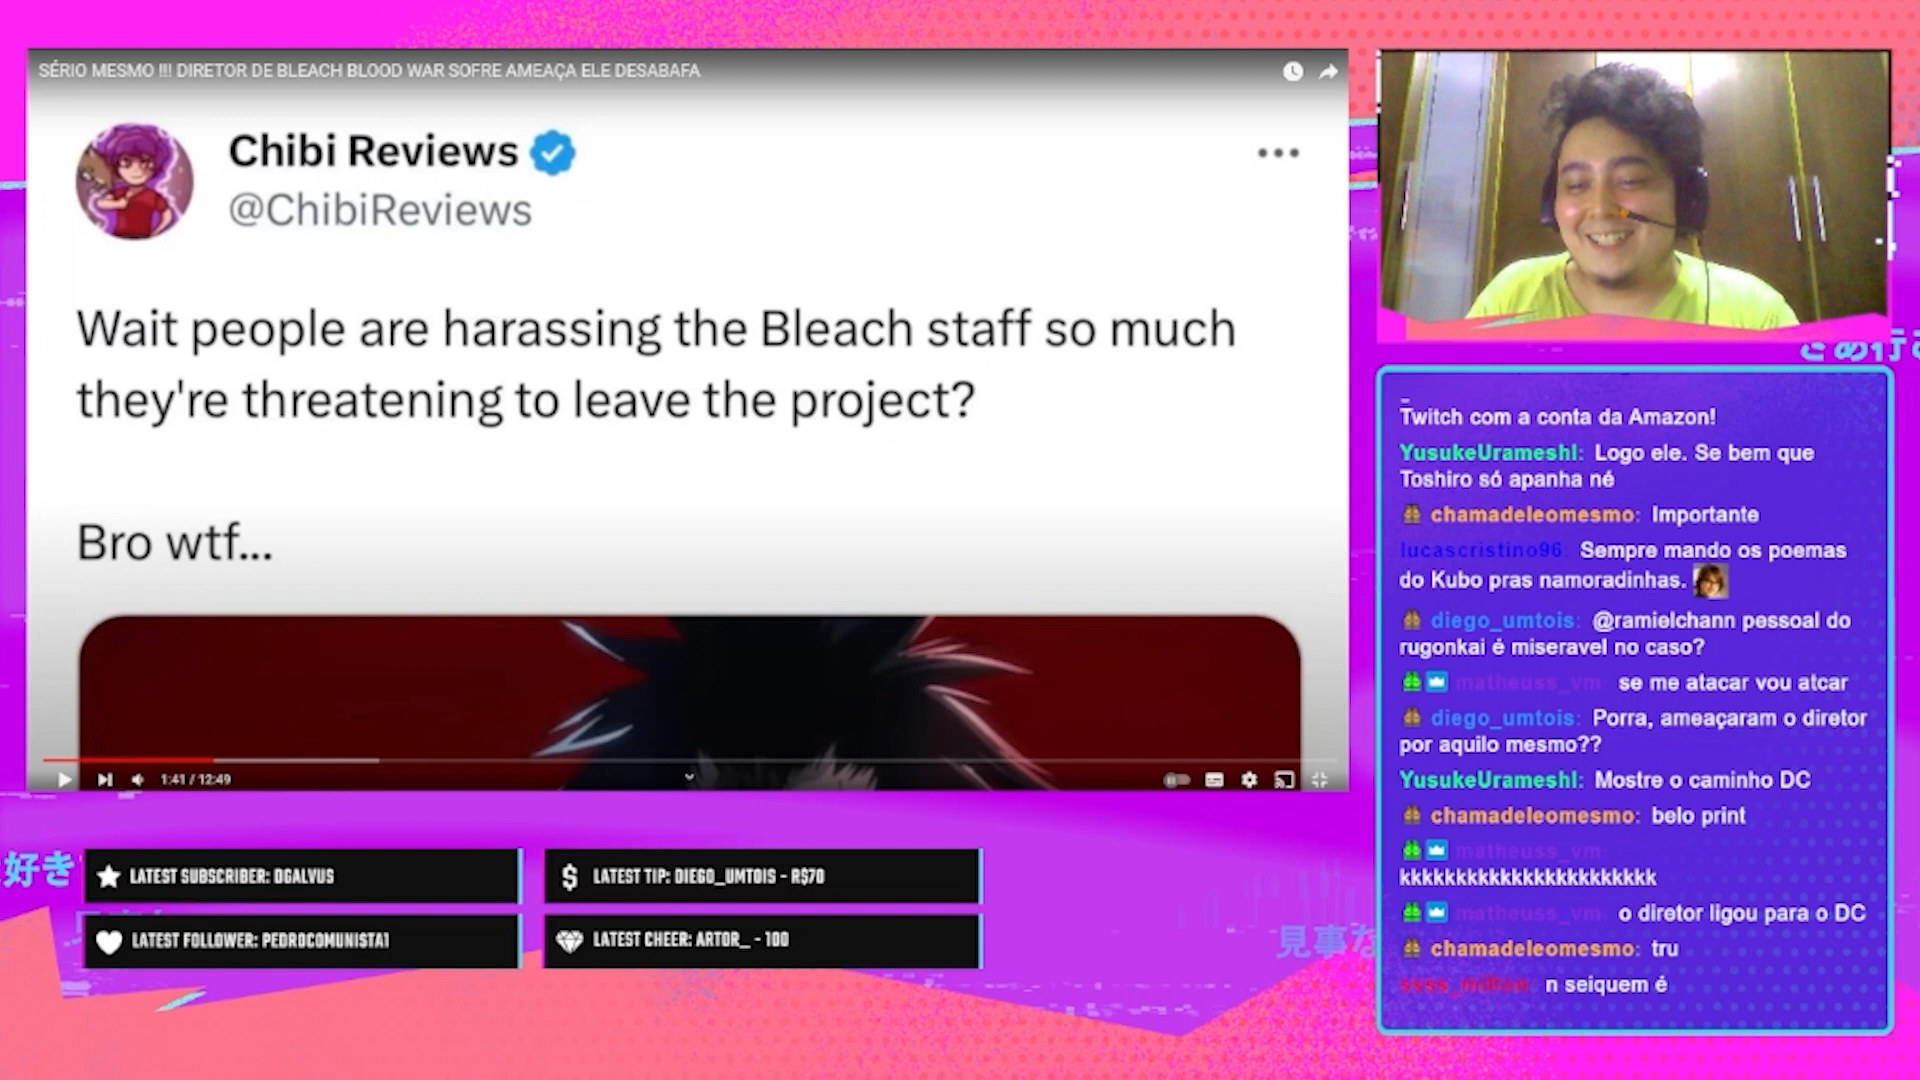 SÉRIO MESMO !!! DIRETOR DE BLEACH BLOOD WAR SOFRE AMEAÇA ELE DESABAFA
Chibi Reviews
@ChibiReviews
Wait people are harassing the Bleach staff so much
they're threatening to leave the project?
Bro wtf...
1:41 / 12:49
Twitch com a conta da Amazon!
YusukeUrameshI: Logo ele. Se bem que
Toshiro só apanha né
chamadeleomesmo: Importante
lucascristino96: Sempre mando os poemas
do Kubo pras namoradinhas.
diego_umtois: @ramielchann pessoal do
rugonkai é miseravel no caso?
matheuss_vm: se me atacar vou atcar
diego_umtois: Porra, ameaçaram o diretor
por aquilo mesmo??
YusukeUrameshI: Mostre o caminho DC
chamadeleomesmo: belo print
matheuss_vm:
kkkkkkkkkkkkkkkkkkkkkkk
matheuss_vm: o diretor ligou para o DC
chamadeleomesmo: tru
n seiquem é
好き
見事な
LATEST SUBSCRIBER: OGALVUS
LATEST TIP: DIEGO_UMTOIS - R$70
LATEST FOLLOWER: PEDROCOMUNISTA1
LATEST CHEER: ARTOR_ - 100